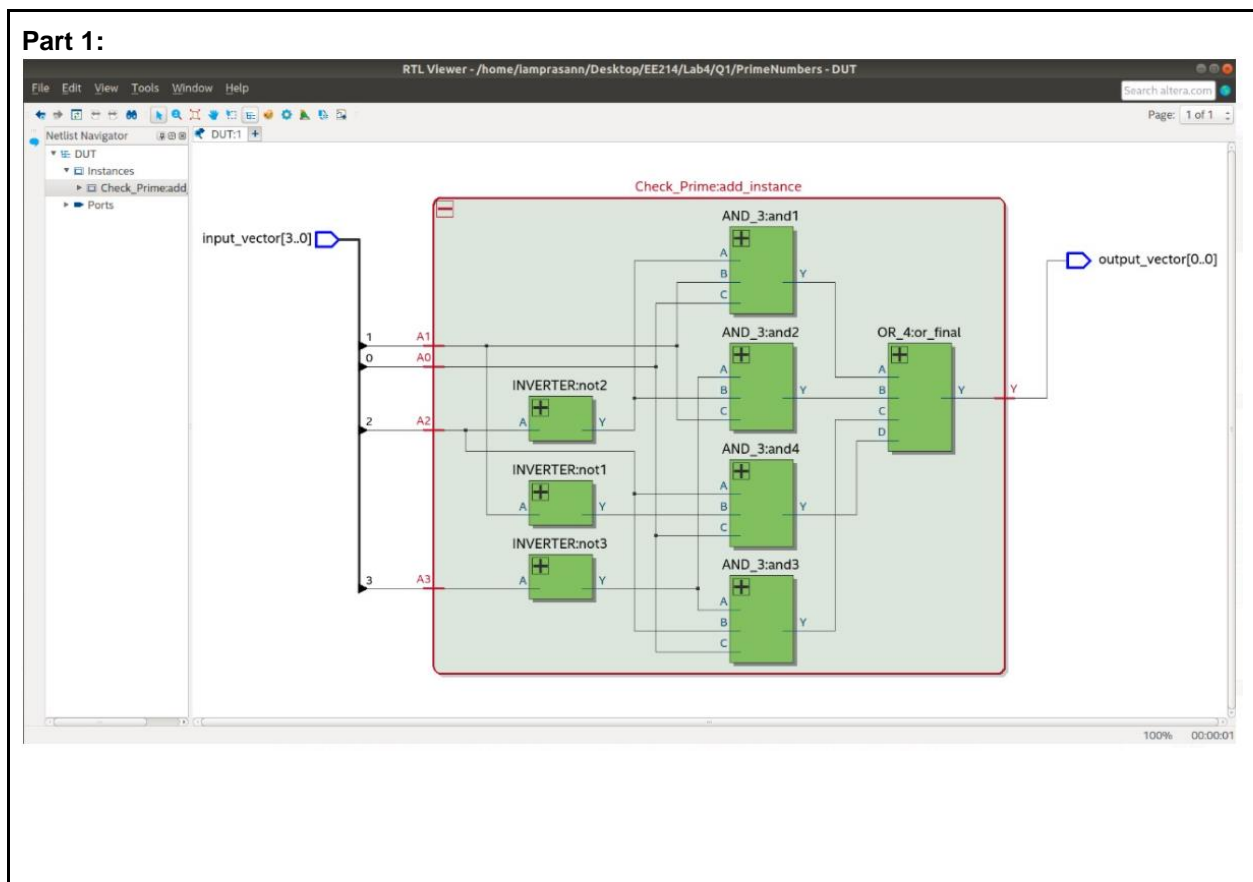 Part 1:
RTL Viewer - /home/iamprasann/Desktop/EE214/Lab4/Q1/PrimeNumbers - DUT
File Edit View Tools Window Help
Search altera.com
Page: 1 of 1
Netlist Navigator
DUT:1
DUT
Instances
Check_Prime:add_
Ports
Check_Prime:add_instance
input_vector[3..0]
output_vector[0..0]
AND_3:and1
A
B
C
Y
1 A1
0 A0
AND_3:and2
A
B
C
Y
OR_4:or_final
A
B
C
D
Y
Y
INVERTER:not2
2 A2
A Y
AND_3:and4
A
B
C
Y
INVERTER:not1
A Y
INVERTER:not3
3 A3
A Y
AND_3:and3
A
B
C
Y
100% 00:00:01